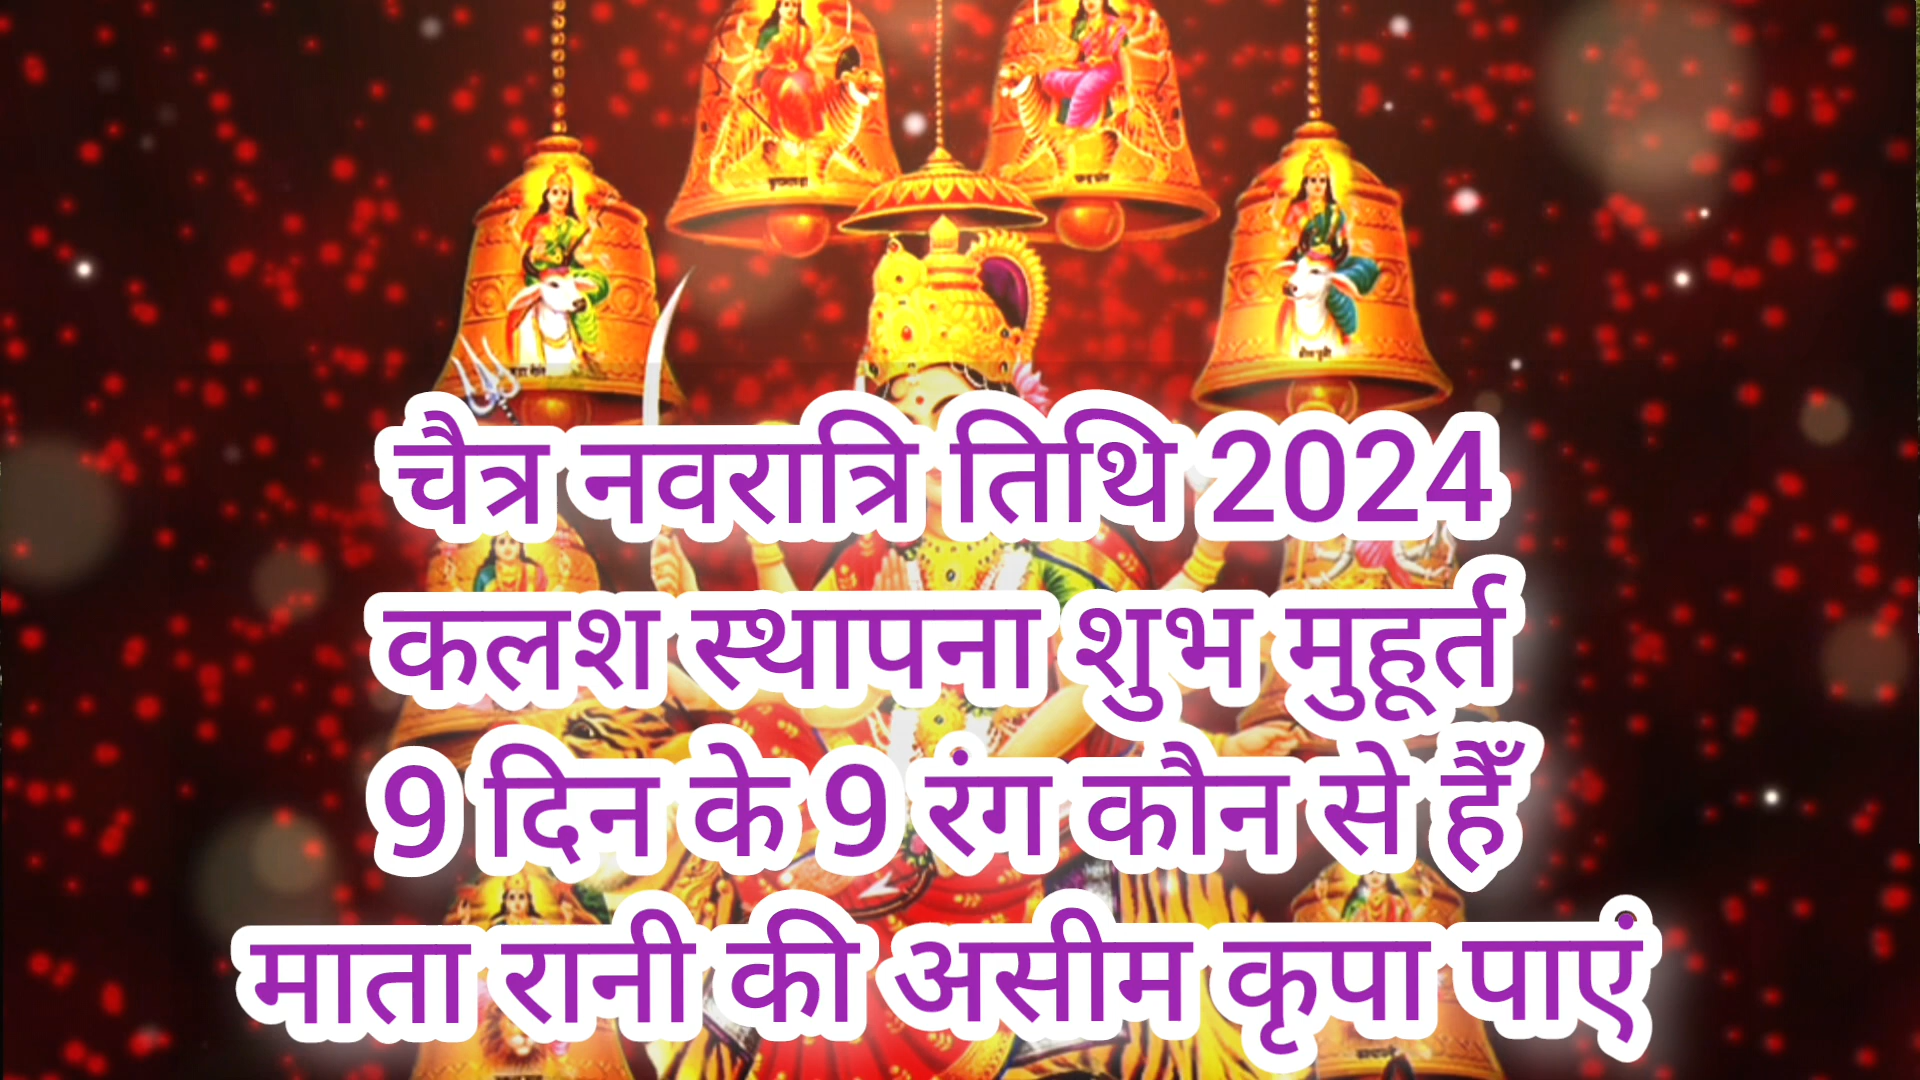 चैत्र नवरात्रि तिथि 2024
कलश स्थापना शुभ मुहूर्त
9 दिन के 9 रंग कौन से हैँ
माता रानी की असीम कृपा पाएं